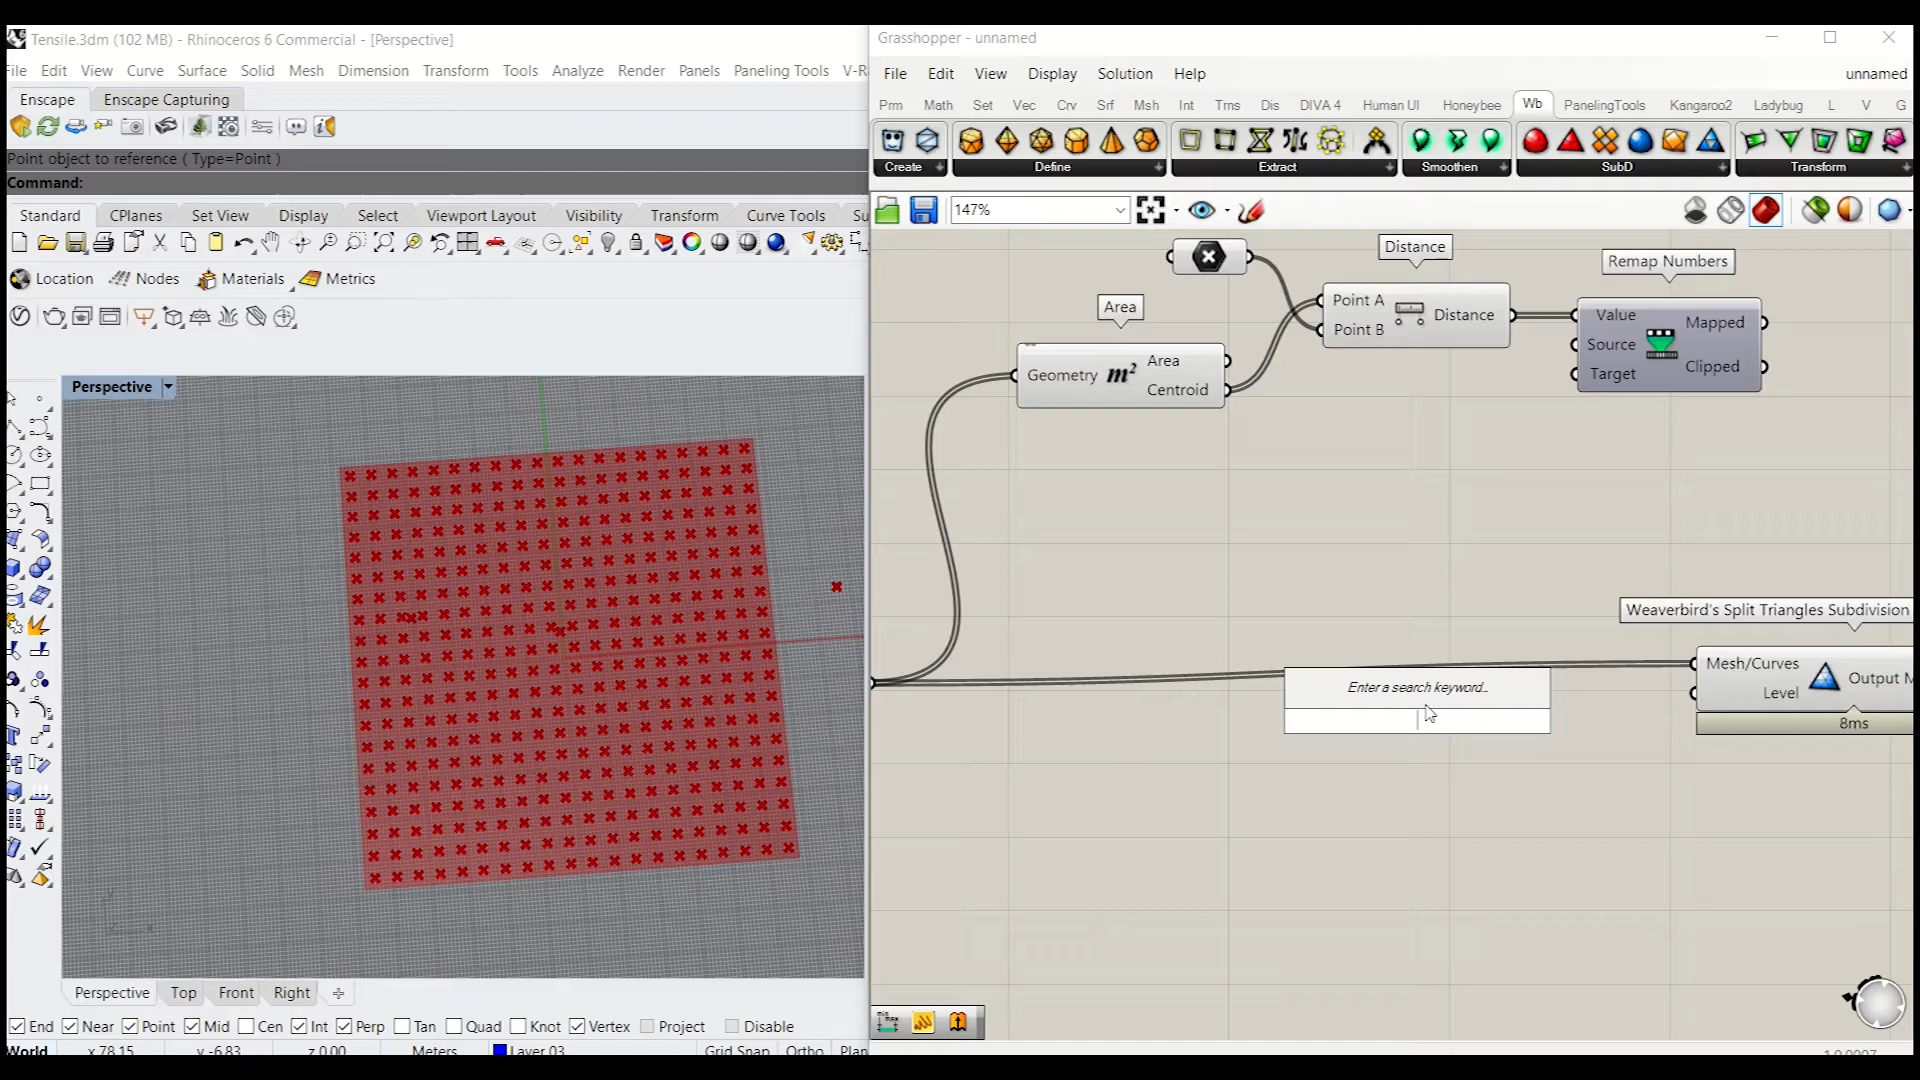 Tensile.3dm (102 MB) - Rhinoceros 6 Commercial - [Perspective]
File Edit View Curve Surface Solid Mesh Dimension Transform Tools Analyze Render Panels Paneling Tools
Enscape Enscape Capturing
Point object to reference ( Type=Point )
Command:
Standard CPlanes Set View Display Select Viewport Layout Visibility Transform Curve Tools Su
Location Nodes Materials Metrics
Perspective
Perspective Top Front Right
End Near Point Mid Cen Int Perp Tan Quad Knot Vertex Project Disable
World x 78.15 y -6.83 z 0.00 Meters Layer 03 Grid Snap Ortho Plan
Grasshopper - unnamed
File Edit View Display Solution Help unnamed
Prm Math Set Vec Crv Srf Msh Int Trns Dis DIVA 4 Human UI Honeybee Wb PanelingTools Kangaroo2 Ladybug L V G
Create Define Extract Smoothen SubD Transform
147%
Distance
Remap Numbers
Area
Point A
Point B
Distance
Value
Source
Target
Mapped
Clipped
Geometry
m²
Area
Centroid
Weaverbird's Split Triangles Subdivision
Enter a search keyword...
Mesh/Curves
Level
Output M
8ms